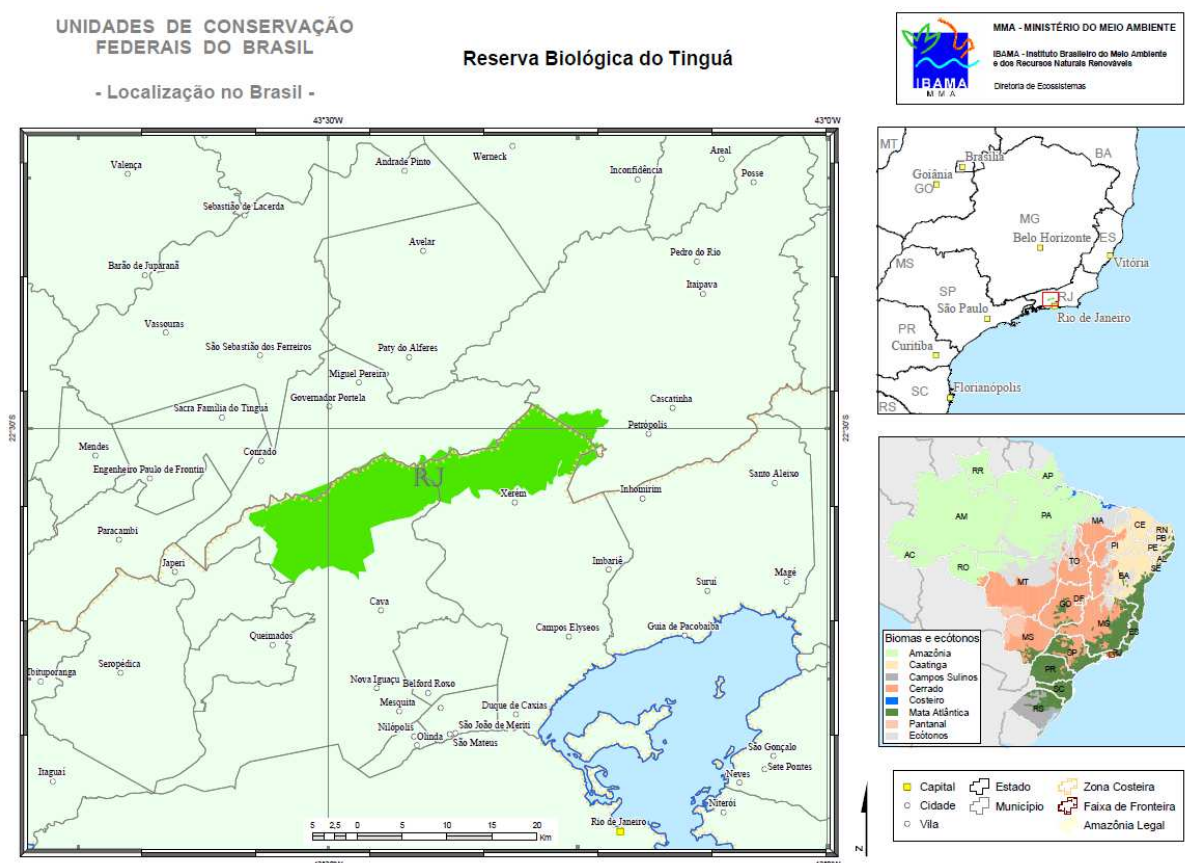 UNIDADES DE CONSERVAÇÃO
FEDERAIS DO BRASIL
- Localização no Brasil -
Reserva Biológica do Tinguá
IBAMA
M M A
MMA - MINISTÉRIO DO MEIO AMBIENTE
IBAMA - Instituto Brasileiro do Meio Ambiente
e dos Recursos Naturais Renováveis
Diretoria de Ecossistemas
43°30'W
43°0'W
Valença
Andrade Pinto
Werneck
Inconfidência
Areal
Posse
Sebastião de Lacerda
Avelar
Pedro do Rio
Barão de Juparanã
Itaipava
Vassouras
São Sebastião dos Ferreiros
Paty do Alferes
Miguel Pereira
Governador Portela
Cascatinha
Sacra Família do Tinguá
Petrópolis
22°30'S
22°30'S
Mendes
Conrado
Engenheiro Paulo de Frontin
RJ
Santo Aleixo
Xerém
Inhomirim
Paracambi
Japeri
Imbariê
Magé
Suruí
Cava
Campos Elyseos
Guia de Pacobaíba
Queimados
Seropédica
Ibituporanga
Nova Iguaçu
Belford Roxo
Mesquita
Duque de Caxias
Nilópolis
São João de Meriti
Olinda
São Mateus
São Gonçalo
Sete Pontes
Itaguaí
Neves
Niterói
Rio de Janeiro
5 2,5 0 5 10 15 20
Km
MT
Brasília
BA
Goiânia
GO
MG
Belo Horizonte
ES
Vitória
MS
SP
RJ
São Paulo
Rio de Janeiro
PR
Curitiba
SC
Florianópolis
RS
RR
AP
AM
PA
MA
CE
RN
PB
PE
AL
SE
PI
AC
RO
TO
BA
MT
DF
GO
MG
ES
MS
SP
RJ
PR
SC
RS
Biomas e ecótonos
Amazônia
Caatinga
Campos Sulinos
Cerrado
Costeiro
Mata Atlântica
Pantanal
Ecótonos
N
Capital
Estado
Zona Costeira
Cidade
Município
Faixa de Fronteira
Vila
Amazônia Legal